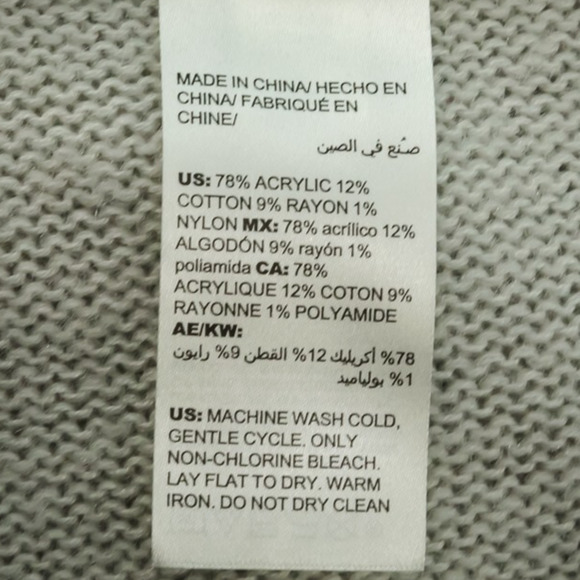 MADE IN CHINA/ HECHO EN
CHINA/ FABRIQUÉ EN
CHINE/
صُنع في الصين
US: 78% ACRYLIC 12%
COTTON 9% RAYON 1%
NYLON MX: 78% acrílico 12%
ALGODÓN 9% rayón 1%
poliamida CA: 78%
ACRYLIQUE 12% COTON 9%
RAYONNE 1% POLYAMIDE
AE/KW:
78% أكريليك 12% القطن 9% رايون
1% بولياميد
US: MACHINE WASH COLD,
GENTLE CYCLE. ONLY
NON-CHLORINE BLEACH.
LAY FLAT TO DRY. WARM
IRON. DO NOT DRY CLEAN